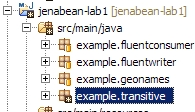 jenabean-lab1 [jenabean-lab1]
src/main/java
example.fluentconsumer
example.fluentwriter
example.geonames
example.transitive